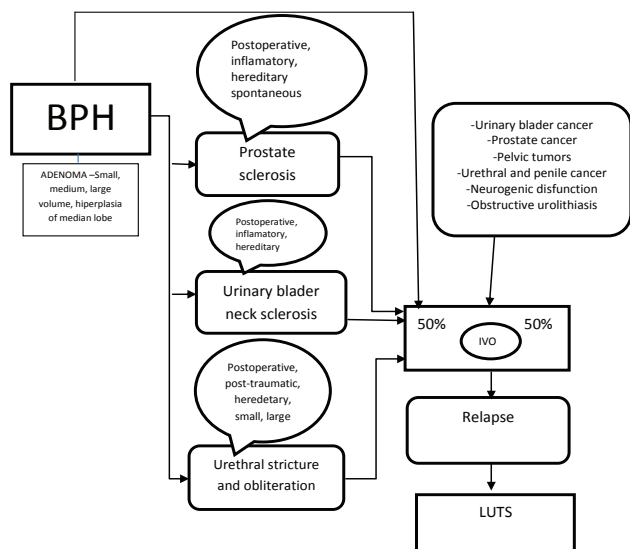 Postoperative,
inflamatory,
hereditary
spontaneous
BPH
ADENOMA –Small,
medium, large
volume, hiperplasia
of median lobe
Prostate
sclerosis
-Urinary blader cancer
-Prostate cancer
-Pelvic tumors
-Urethral and penile cancer
-Neurogenic disfunction
-Obstructive urolithiasis
Postoperative,
inflamatory,
hereditary
Urinary blader
neck sclerosis
50%
50%
IVO
Postoperative,
post-traumatic,
heredetary,
small, large
Relapse
Urethral stricture
and obliteration
LUTS